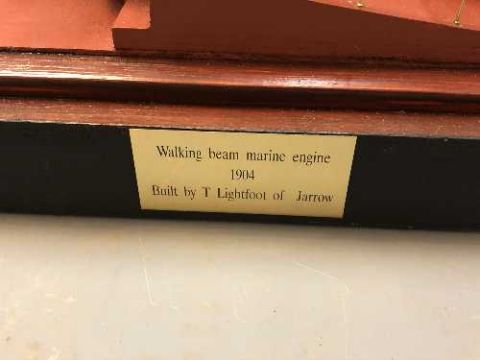 Walking beam marine engine
1904
Built by T Lightfoot of Jarrow